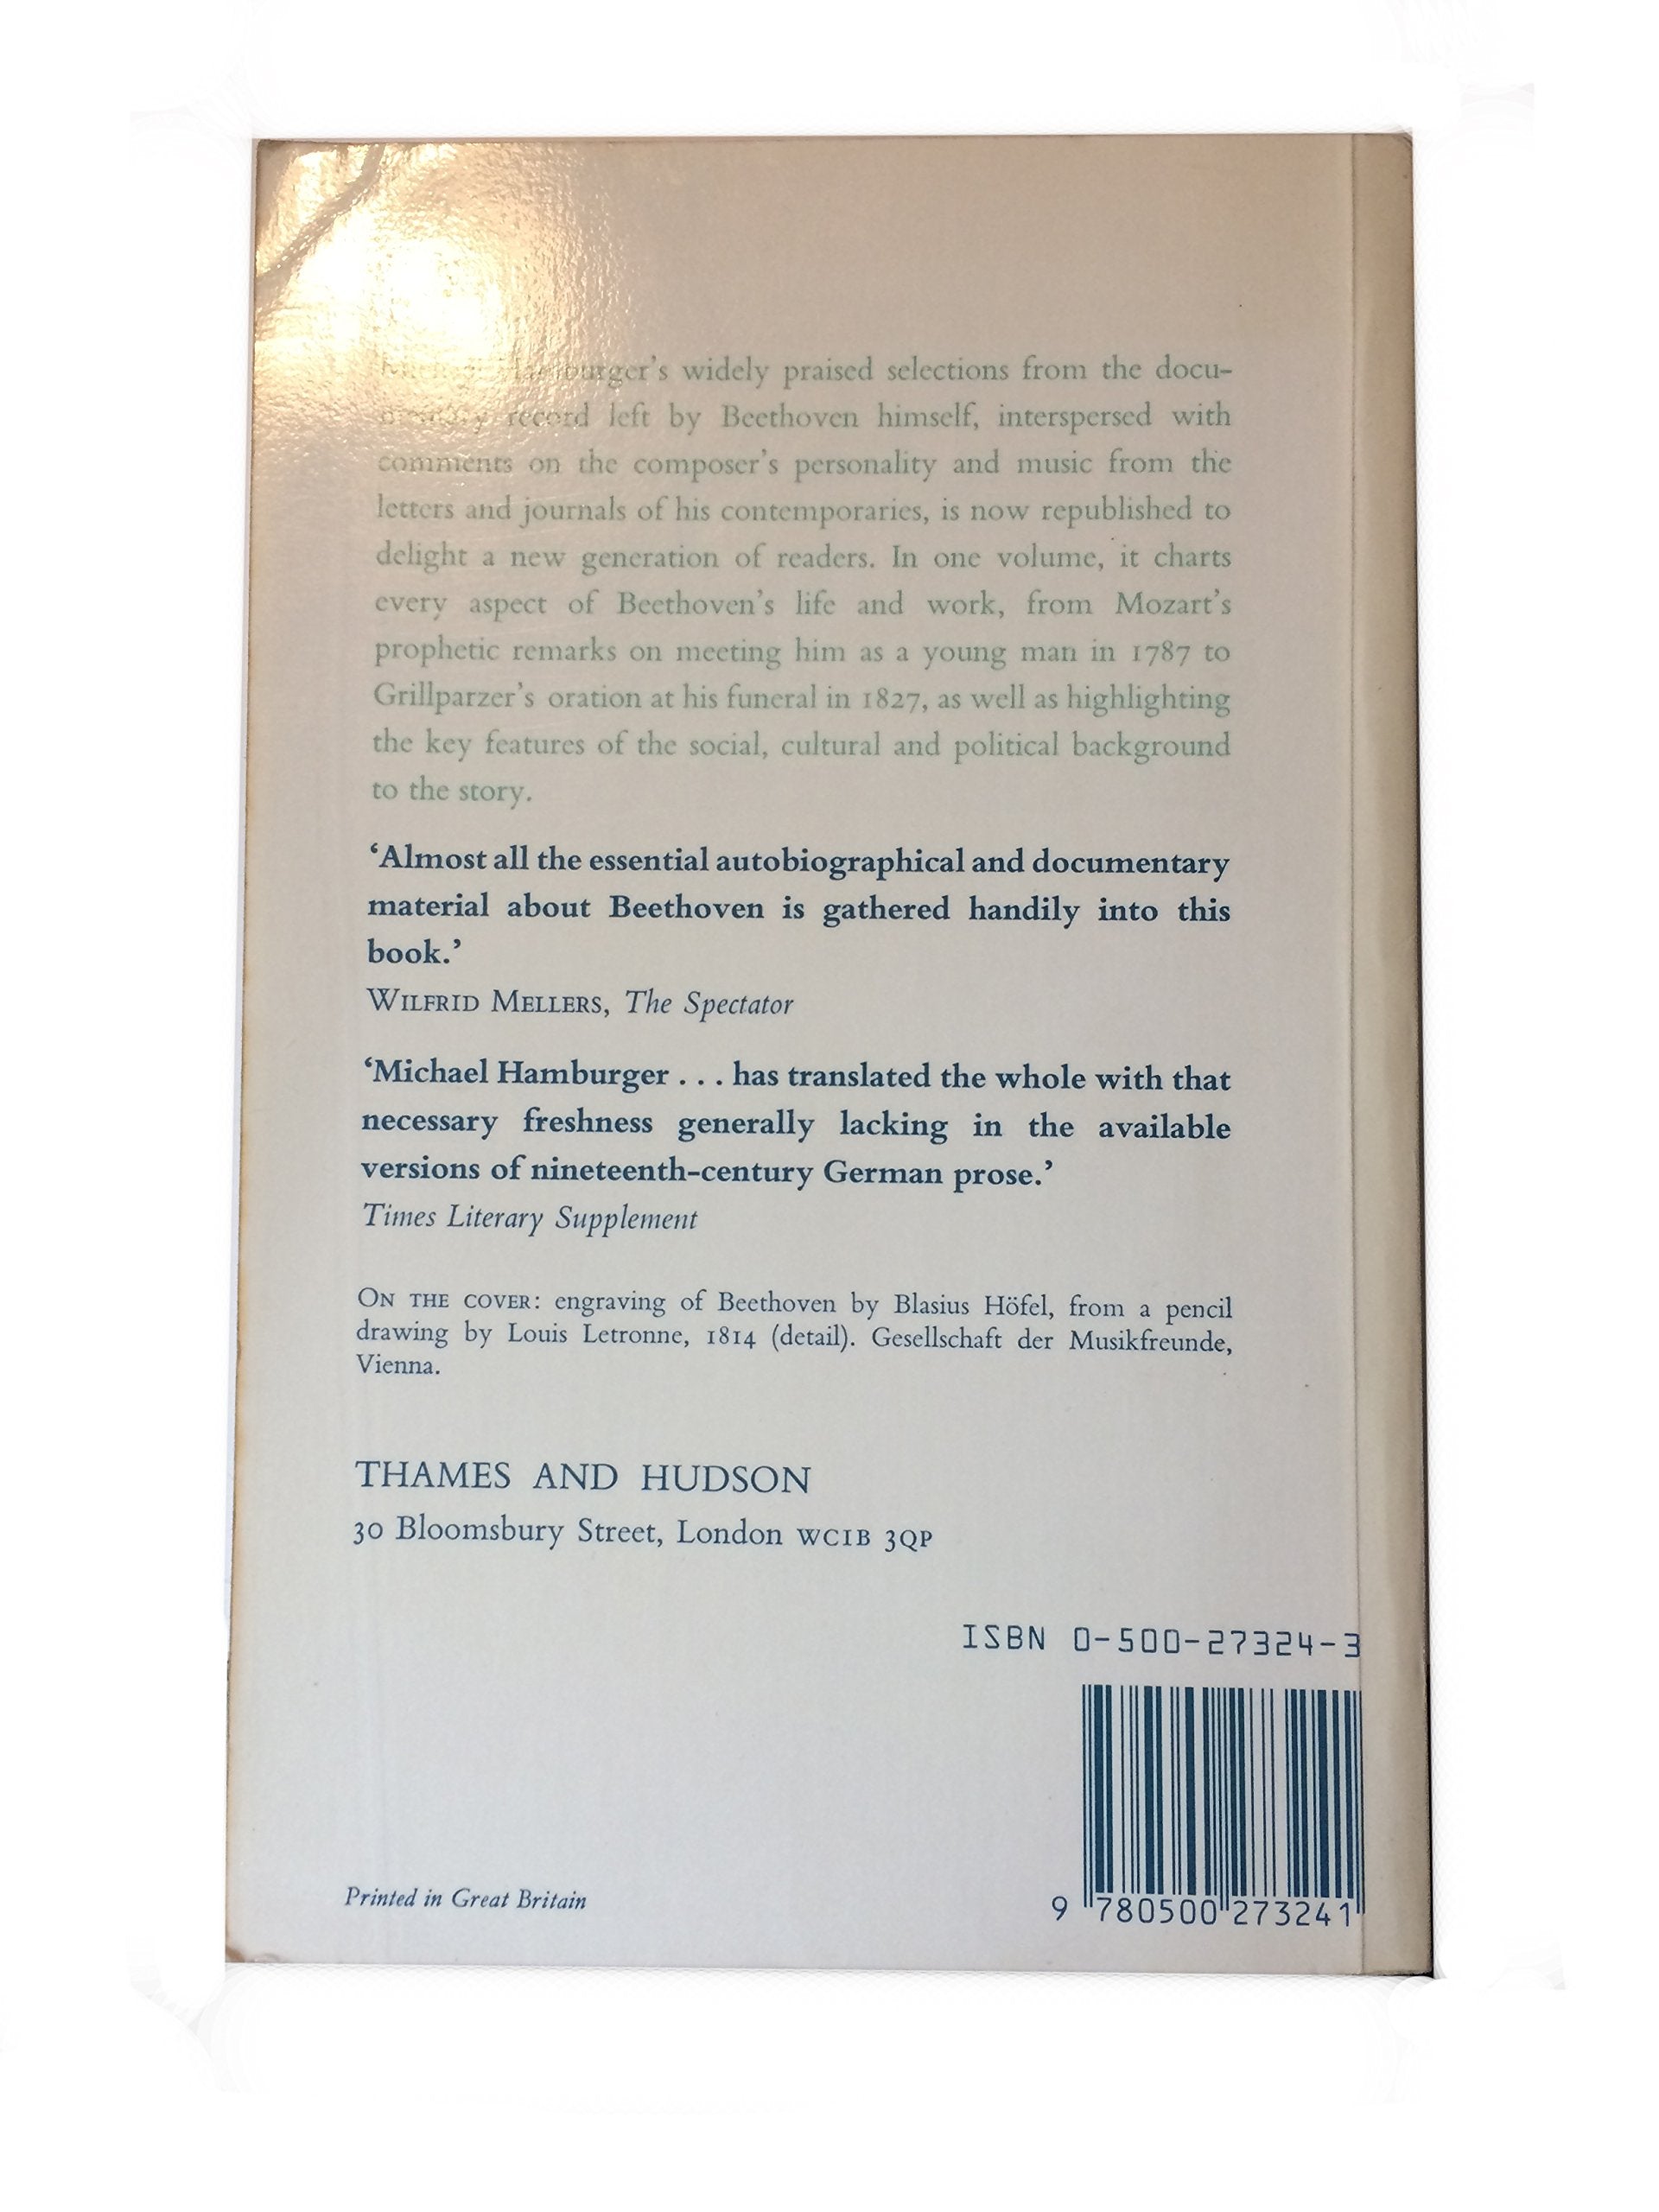 Michael Hamburger's widely praised selections from the docu-
mentary record left by Beethoven himself, interspersed with
comments on the composer's personality and music from the
letters and journals of his contemporaries, is now republished to
delight a new generation of readers. In one volume, it charts
every aspect of Beethoven's life and work, from Mozart's
prophetic remarks on meeting him as a young man in 1787 to
Grillparzer's oration at his funeral in 1827, as well as highlighting
the key features of the social, cultural and political background
to the story.
‘Almost all the essential autobiographical and documentary
material about Beethoven is gathered handily into this
book.’
WILFRID MELLERS, The Spectator
‘Michael Hamburger . . . has translated the whole with that
necessary freshness generally lacking in the available
versions of nineteenth-century German prose.’
Times Literary Supplement
ON THE COVER: engraving of Beethoven by Blasius Höfel, from a pencil
drawing by Louis Letronne, 1814 (detail). Gesellschaft der Musikfreunde,
Vienna.
THAMES AND HUDSON
30 Bloomsbury Street, London WC1B 3QP
ISBN 0-500-27324-3
9 780500 273241
Printed in Great Britain